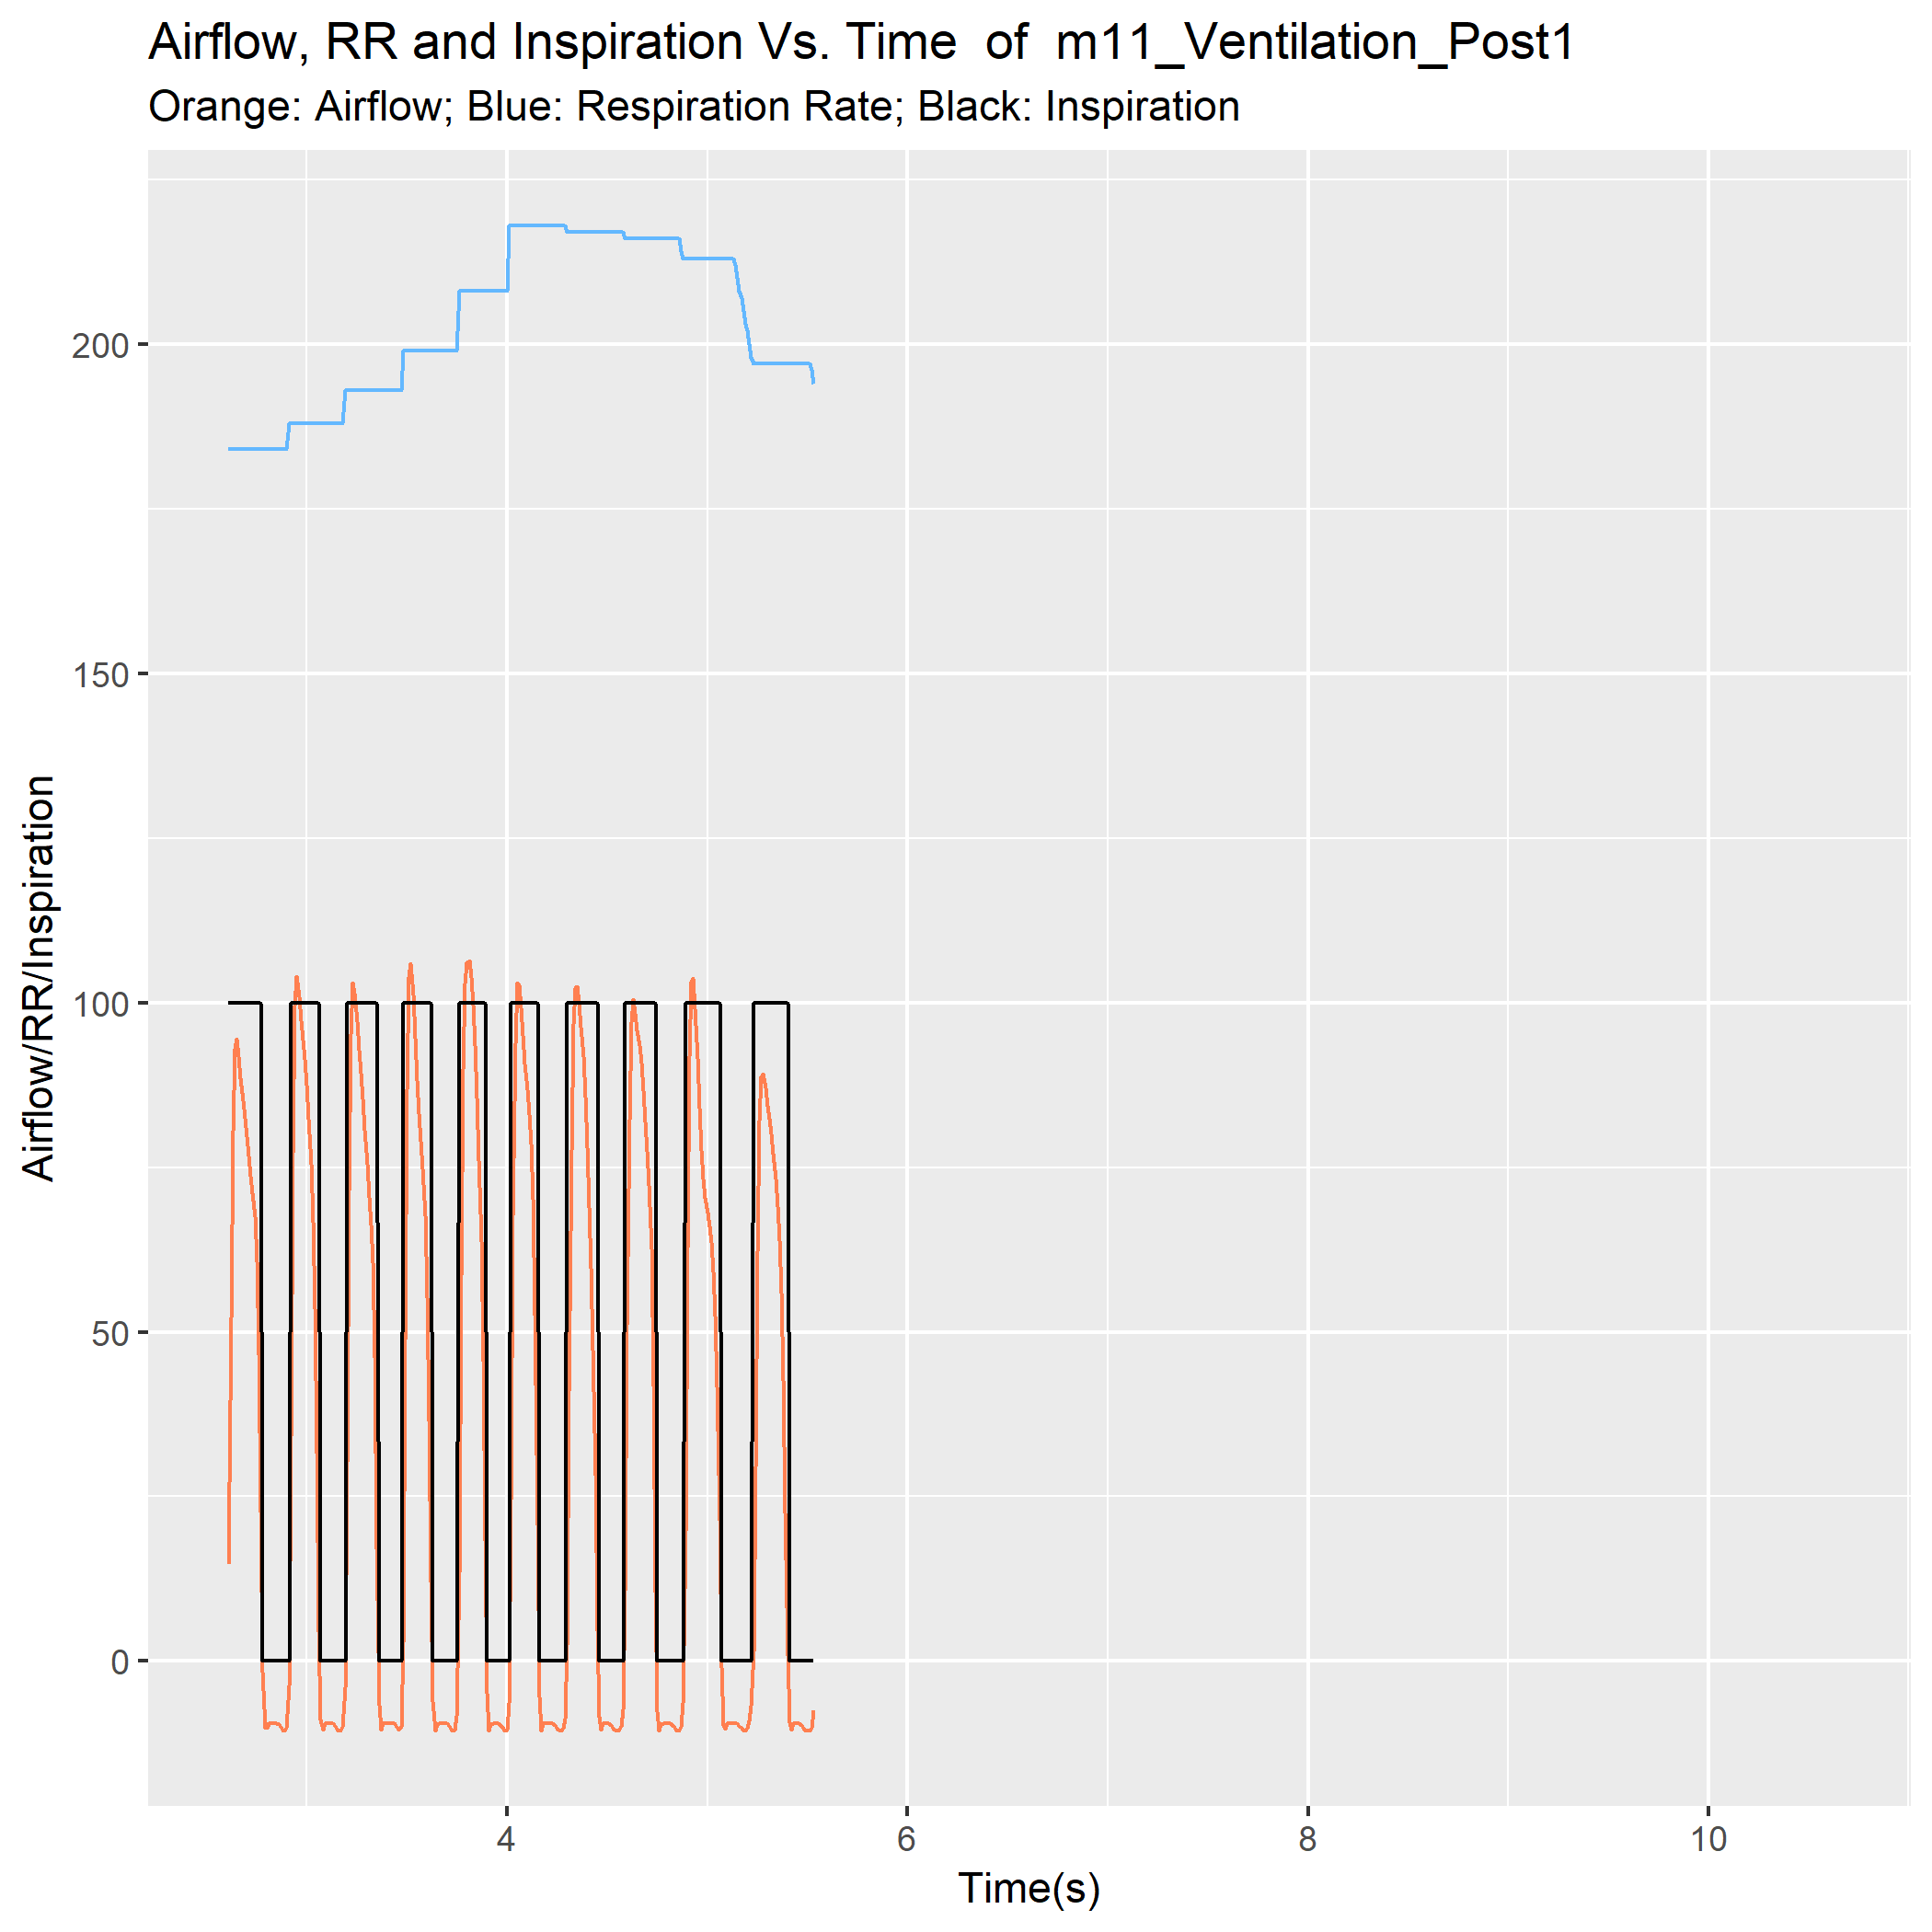 Airflow, RR and Inspiration Vs. Time  of  m11_Ventilation_Post1
Orange: Airflow; Blue: Respiration Rate; Black: Inspiration
Airflow/RR/Inspiration
200
150
100
50
0
4 6 8 10
Time(s)